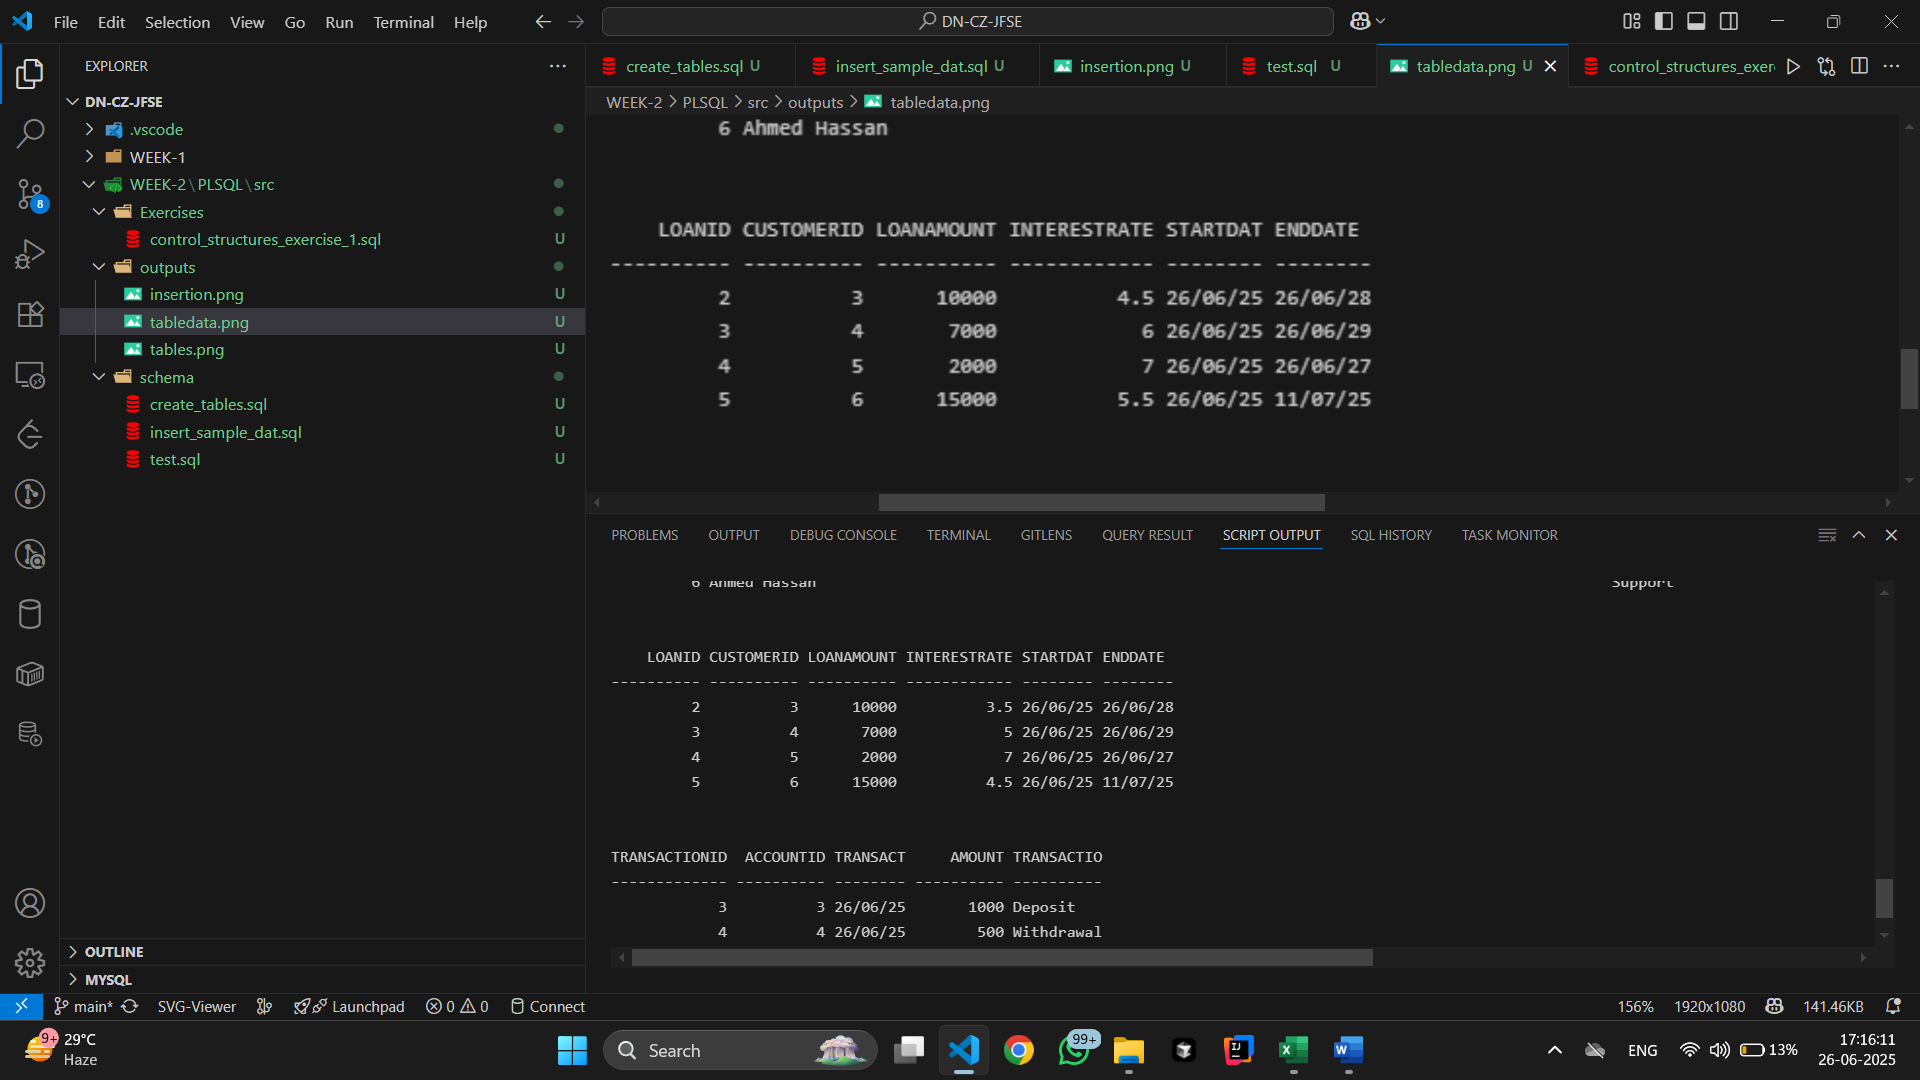 File Edit Selection View Go Run Terminal Help
DN-CZ-JFSE
EXPLORER
DN-CZ-JFSE
.vscode
WEEK-1
WEEK-2\PLSQL\src
Exercises
control_structures_exercise_1.sql U
outputs
insertion.png U
tabledata.png U
tables.png U
schema
create_tables.sql U
insert_sample_dat.sql U
test.sql U
OUTLINE
MYSQL
8
create_tables.sql U insert_sample_dat.sql U insertion.png U test.sql U tabledata.png U control_structures_exer
WEEK-2 > PLSQL > src > outputs > tabledata.png
6 Ahmed Hassan
LOANID CUSTOMERID LOANAMOUNT INTERESTRATE STARTDAT ENDDATE
---------- ---------- ---------- ------------ -------- --------
2 3 10000 4.5 26/06/25 26/06/28
3 4 7000 6 26/06/25 26/06/29
4 5 2000 7 26/06/25 26/06/27
5 6 15000 5.5 26/06/25 11/07/25
PROBLEMS OUTPUT DEBUG CONSOLE TERMINAL GITLENS QUERY RESULT SCRIPT OUTPUT SQL HISTORY TASK MONITOR
6 Ahmed Hassan Support
LOANID CUSTOMERID LOANAMOUNT INTERESTRATE STARTDAT ENDDATE
---------- ---------- ---------- ------------ -------- --------
2 3 10000 3.5 26/06/25 26/06/28
3 4 7000 5 26/06/25 26/06/29
4 5 2000 7 26/06/25 26/06/27
5 6 15000 4.5 26/06/25 11/07/25
TRANSACTIONID ACCOUNTID TRANSACT AMOUNT TRANSACTIO
------------- ---------- -------- ---------- ----------
3 3 26/06/25 1000 Deposit
4 4 26/06/25 500 Withdrawal
main* SVG-Viewer Launchpad 0 0 Connect 156% 1920x1080 141.46KB
9+ 29°C
Haze
Search
99+
ENG
13%
17:16:11
26-06-2025